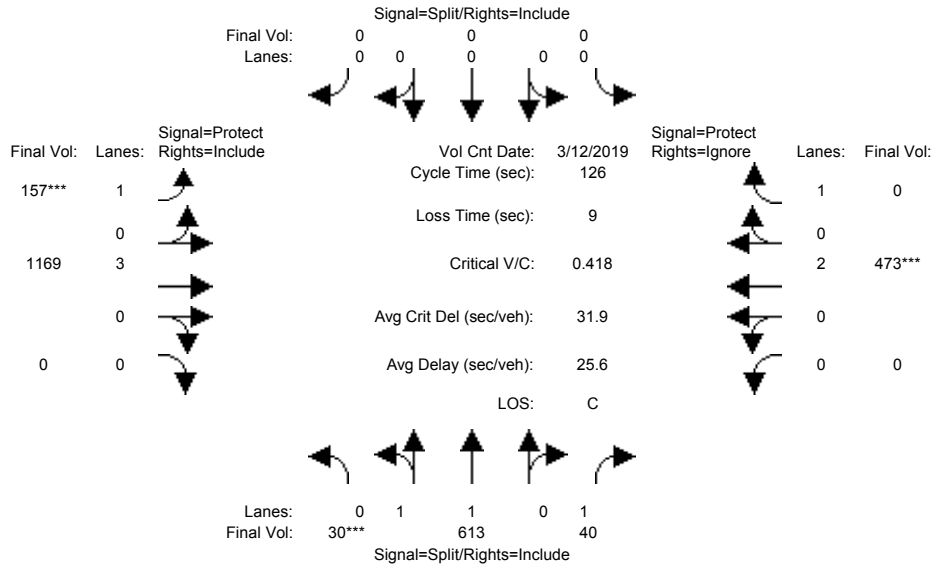 Signal=Split/Rights=Include
Final Vol: 0 0 0
Lanes: 0 0 0 0 0
Signal=Protect Signal=Protect
Final Vol: Lanes: Rights=Include Vol Cnt Date: 3/12/2019 Rights=Ignore Lanes: Final Vol:
Cycle Time (sec): 126
157*** 1 1 0
Loss Time (sec): 9
0 0
1169 3 Critical V/C: 0.418 2 473***
0 Avg Crit Del (sec/veh): 31.9 0
0 0 Avg Delay (sec/veh): 25.6 0 0
LOS: C
Lanes: 0 1 1 0 1
Final Vol: 30*** 613 40
Signal=Split/Rights=Include